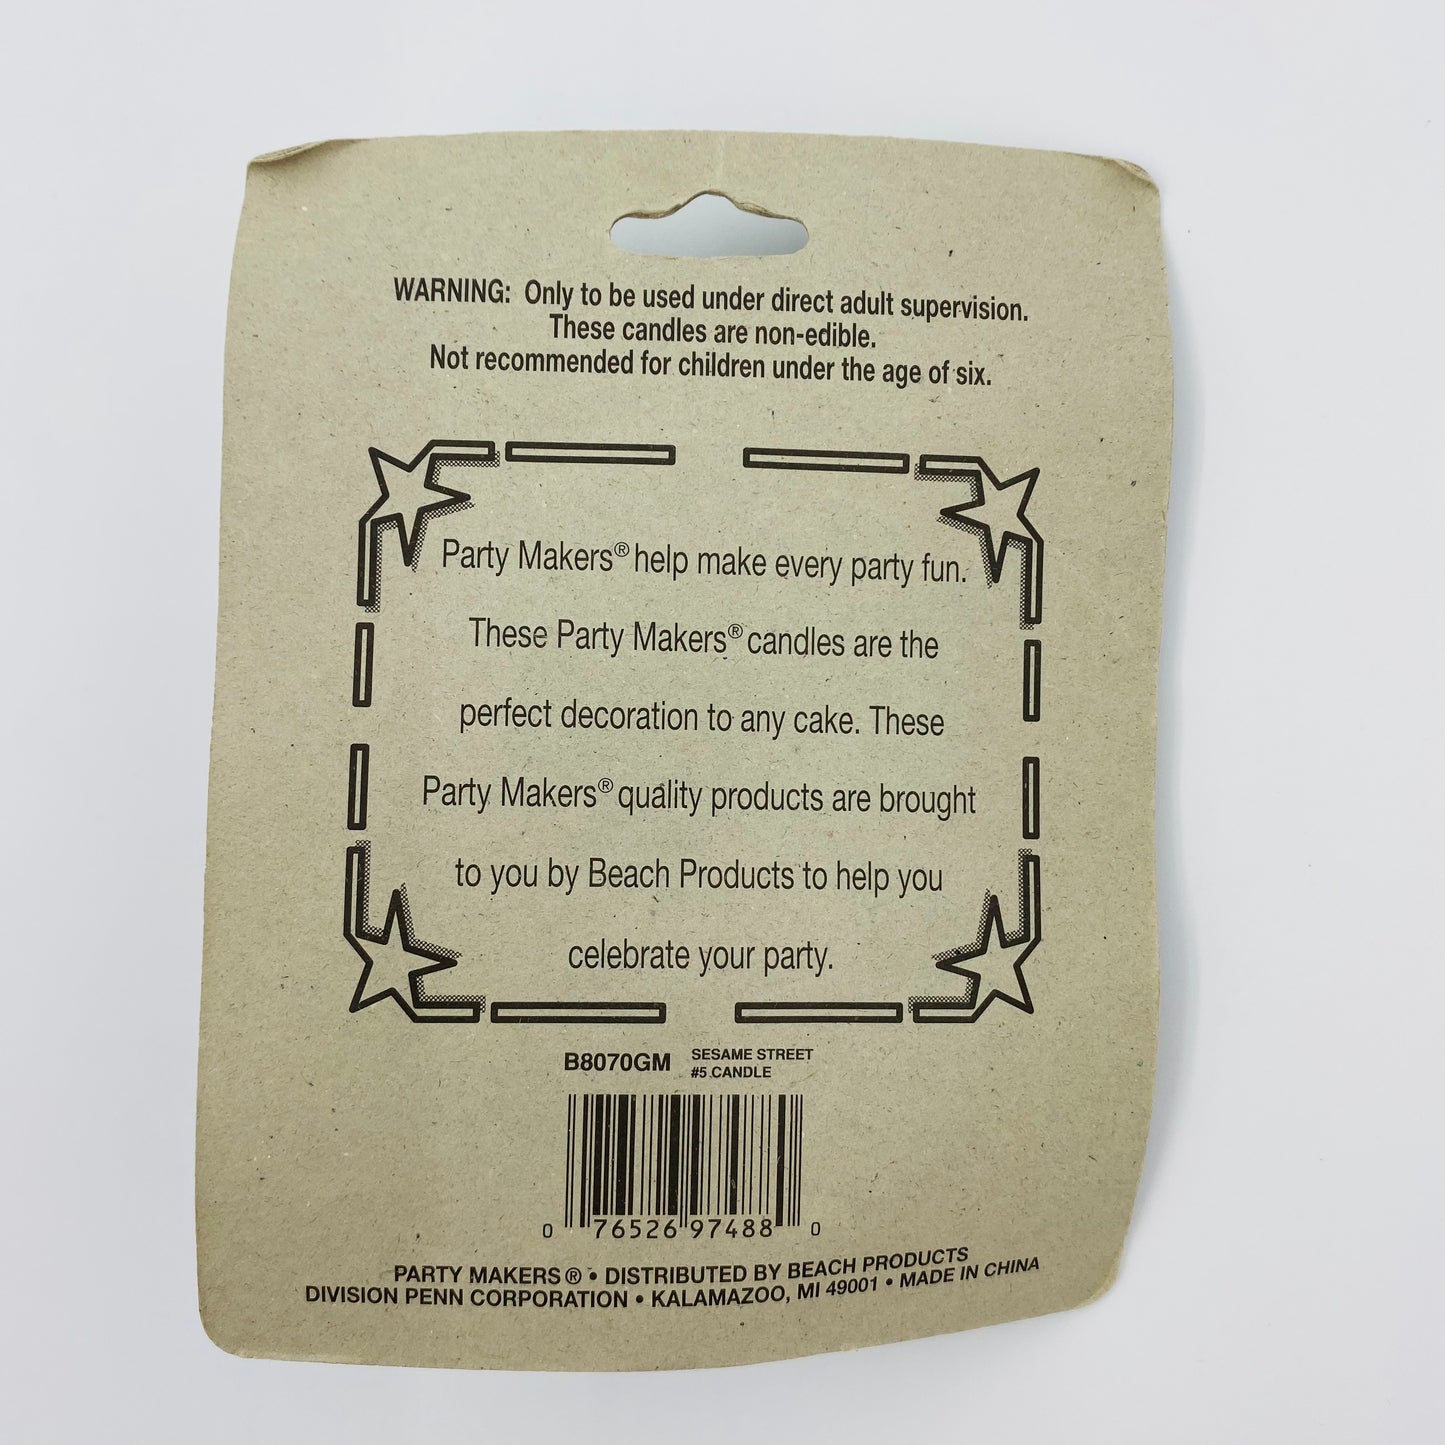 WARNING: Only to be used under direct adult supervision.
These candles are non-edible.
Not recommended for children under the age of six.
Party Makers® help make every party fun.
These Party Makers® candles are the
perfect decoration to any cake. These
Party Makers® quality products are brought
to you by Beach Products to help you
celebrate your party.
B8070GM SESAME STREET
#5 CANDLE
0 76526 97488 0
PARTY MAKERS ® • DISTRIBUTED BY BEACH PRODUCTS
DIVISION PENN CORPORATION • KALAMAZOO, MI 49001 • MADE IN CHINA